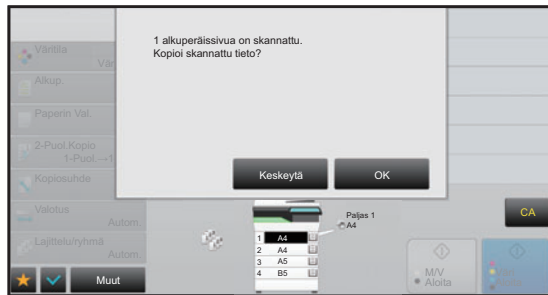 1 alkuperäissivua on skannattu.
Kopioi skannattu tieto?
Keskeytä
OK
Väritila
Vär
Alkup.
Paperin Val.
2-Puol.Kopio
1-Puol.→1
Kopiosuhde
Valotus
Autom.
Lajittelu/ryhmä
Autom.
Muut
Paljas 1
A4
1 A4
2 A4
3 A5
4 B5
CA
M/V
Aloita